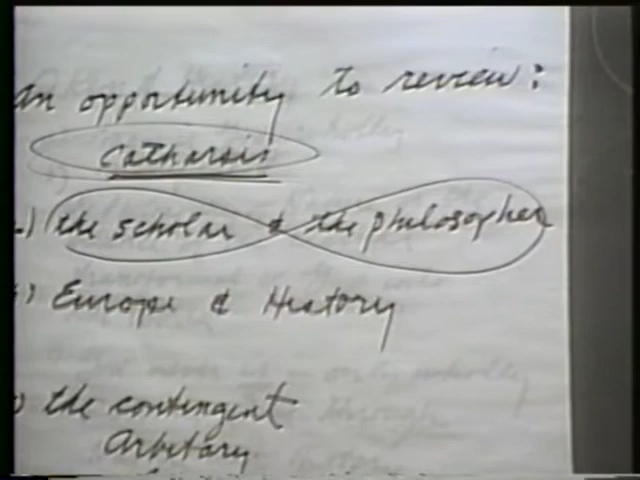 An opportunity to review:
Catharsis
.) the scholar & the philosopher
) Europe & History
) the contingent
Arbitary